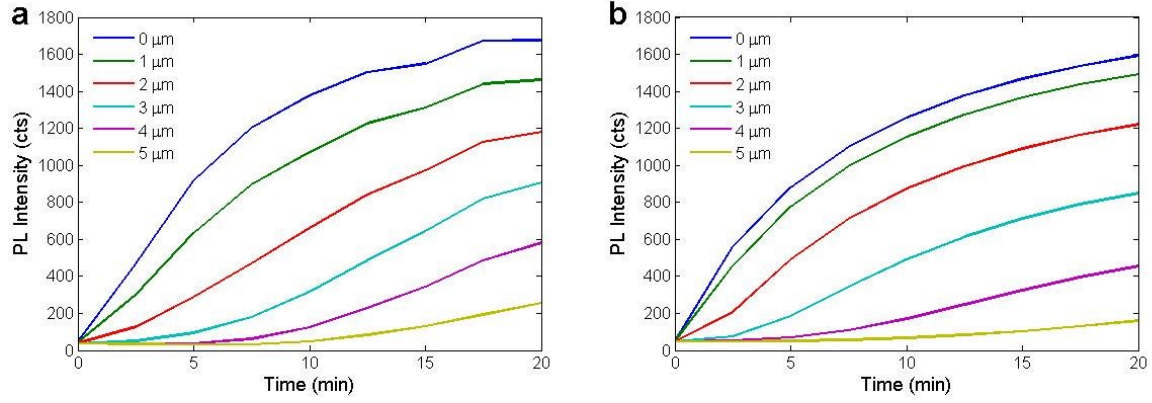 a
1800
1600
1400
1200
1000
800
600
400
200
0
PL Intensity (cts)
0 μm
1 μm
2 μm
3 μm
4 μm
5 μm
0 5 10 15 20
Time (min)
b
1800
1600
1400
1200
1000
800
600
400
200
0
PL Intensity (cts)
0 μm
1 μm
2 μm
3 μm
4 μm
5 μm
0 5 10 15 20
Time (min)